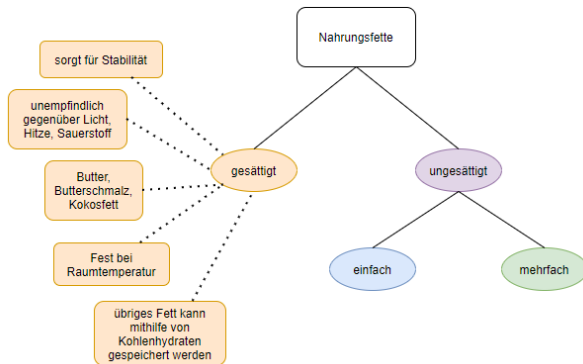 Nahrungsfette
sorgt für Stabilität
unempfindlich
gegenüber Licht,
Hitze, Sauerstoff
Butter,
Butterschmalz,
Kokosfett
Fest bei
Raumtemperatur
übriges Fett kann
mithilfe von
Kohlenhydraten
gespeichert werden
gesättigt
ungesättigt
einfach
mehrfach